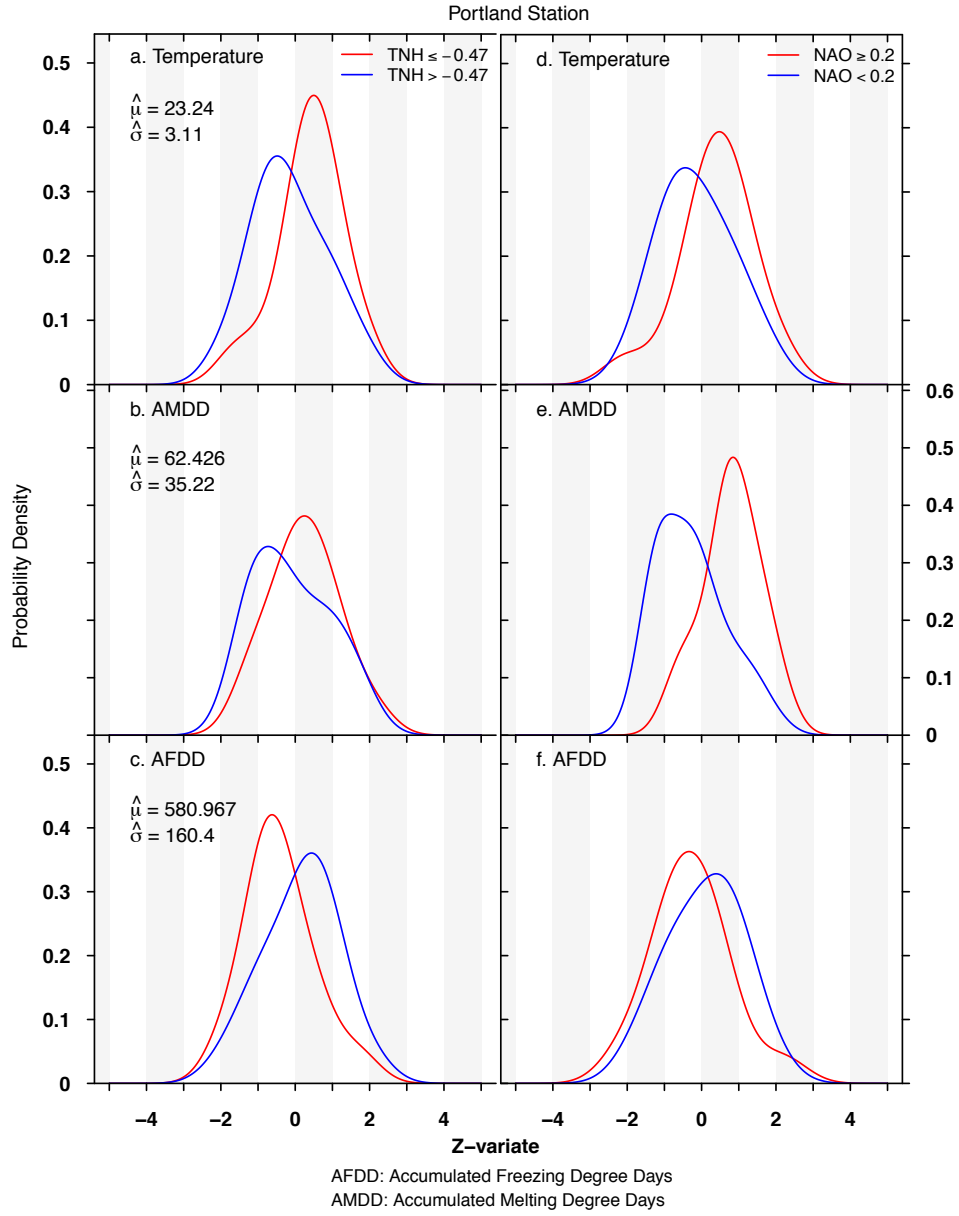 Portland Station
a. Temperature
TNH ≤ −0.47
TNH > −0.47
μ̂ = 23.24
σ̂ = 3.11
d. Temperature
NAO ≥ 0.2
NAO < 0.2
0.5
0.4
0.3
0.2
0.1
0
b. AMDD
μ̂ = 62.426
σ̂ = 35.22
e. AMDD
0.6
0.5
0.4
0.3
0.2
0.1
0
Probability Density
c. AFDD
μ̂ = 580.967
σ̂ = 160.4
f. AFDD
0.5
0.4
0.3
0.2
0.1
0
−4 −2 0 2 4 −4 −2 0 2 4
Z−variate
AFDD: Accumulated Freezing Degree Days
AMDD: Accumulated Melting Degree Days